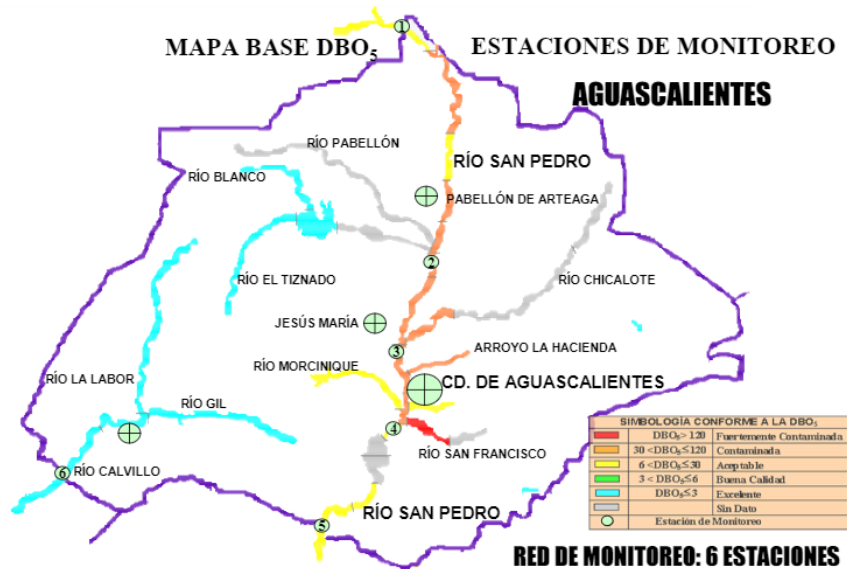 1
MAPA BASE DBO5
ESTACIONES DE MONITOREO
AGUASCALIENTES
RÍO PABELLÓN
RÍO SAN PEDRO
RÍO BLANCO
PABELLÓN DE ARTEAGA
2
RÍO EL TIZNADO
RÍO CHICALOTE
JESÚS MARÍA
3
ARROYO LA HACIENDA
RÍO MORCINIQUE
RÍO LA LABOR
CD. DE AGUASCALIENTES
RÍO GIL
4
RÍO SAN FRANCISCO
6
RÍO CALVILLO
RÍO SAN PEDRO
5
SIMBOLOGÍA CONFORME A LA DBO5
DBO5> 120 Fuertemente Contaminada
30 <DBO5≤120 Contaminada
6 <DBO5≤30 Aceptable
3 < DBO5≤6 Buena Calidad
DBO5≤3 Excelente
Sin Dato
Estación de Monitoreo
RED DE MONITOREO: 6 ESTACIONES